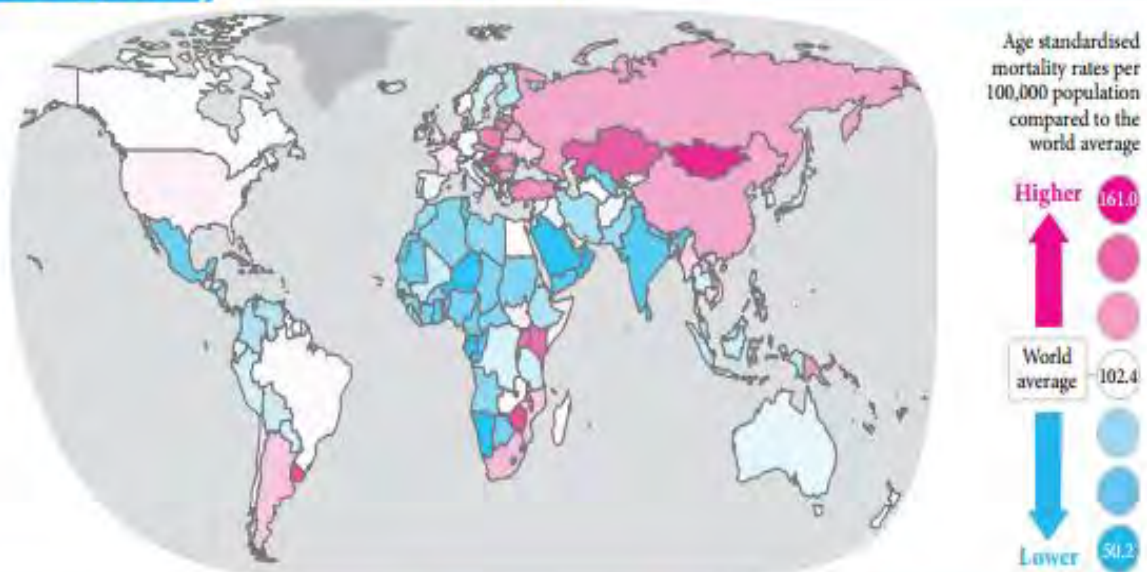 Age standardised
mortality rates per
100,000 population
compared to the
world average
Higher
161.0
World
average
102.4
50.2
Lower